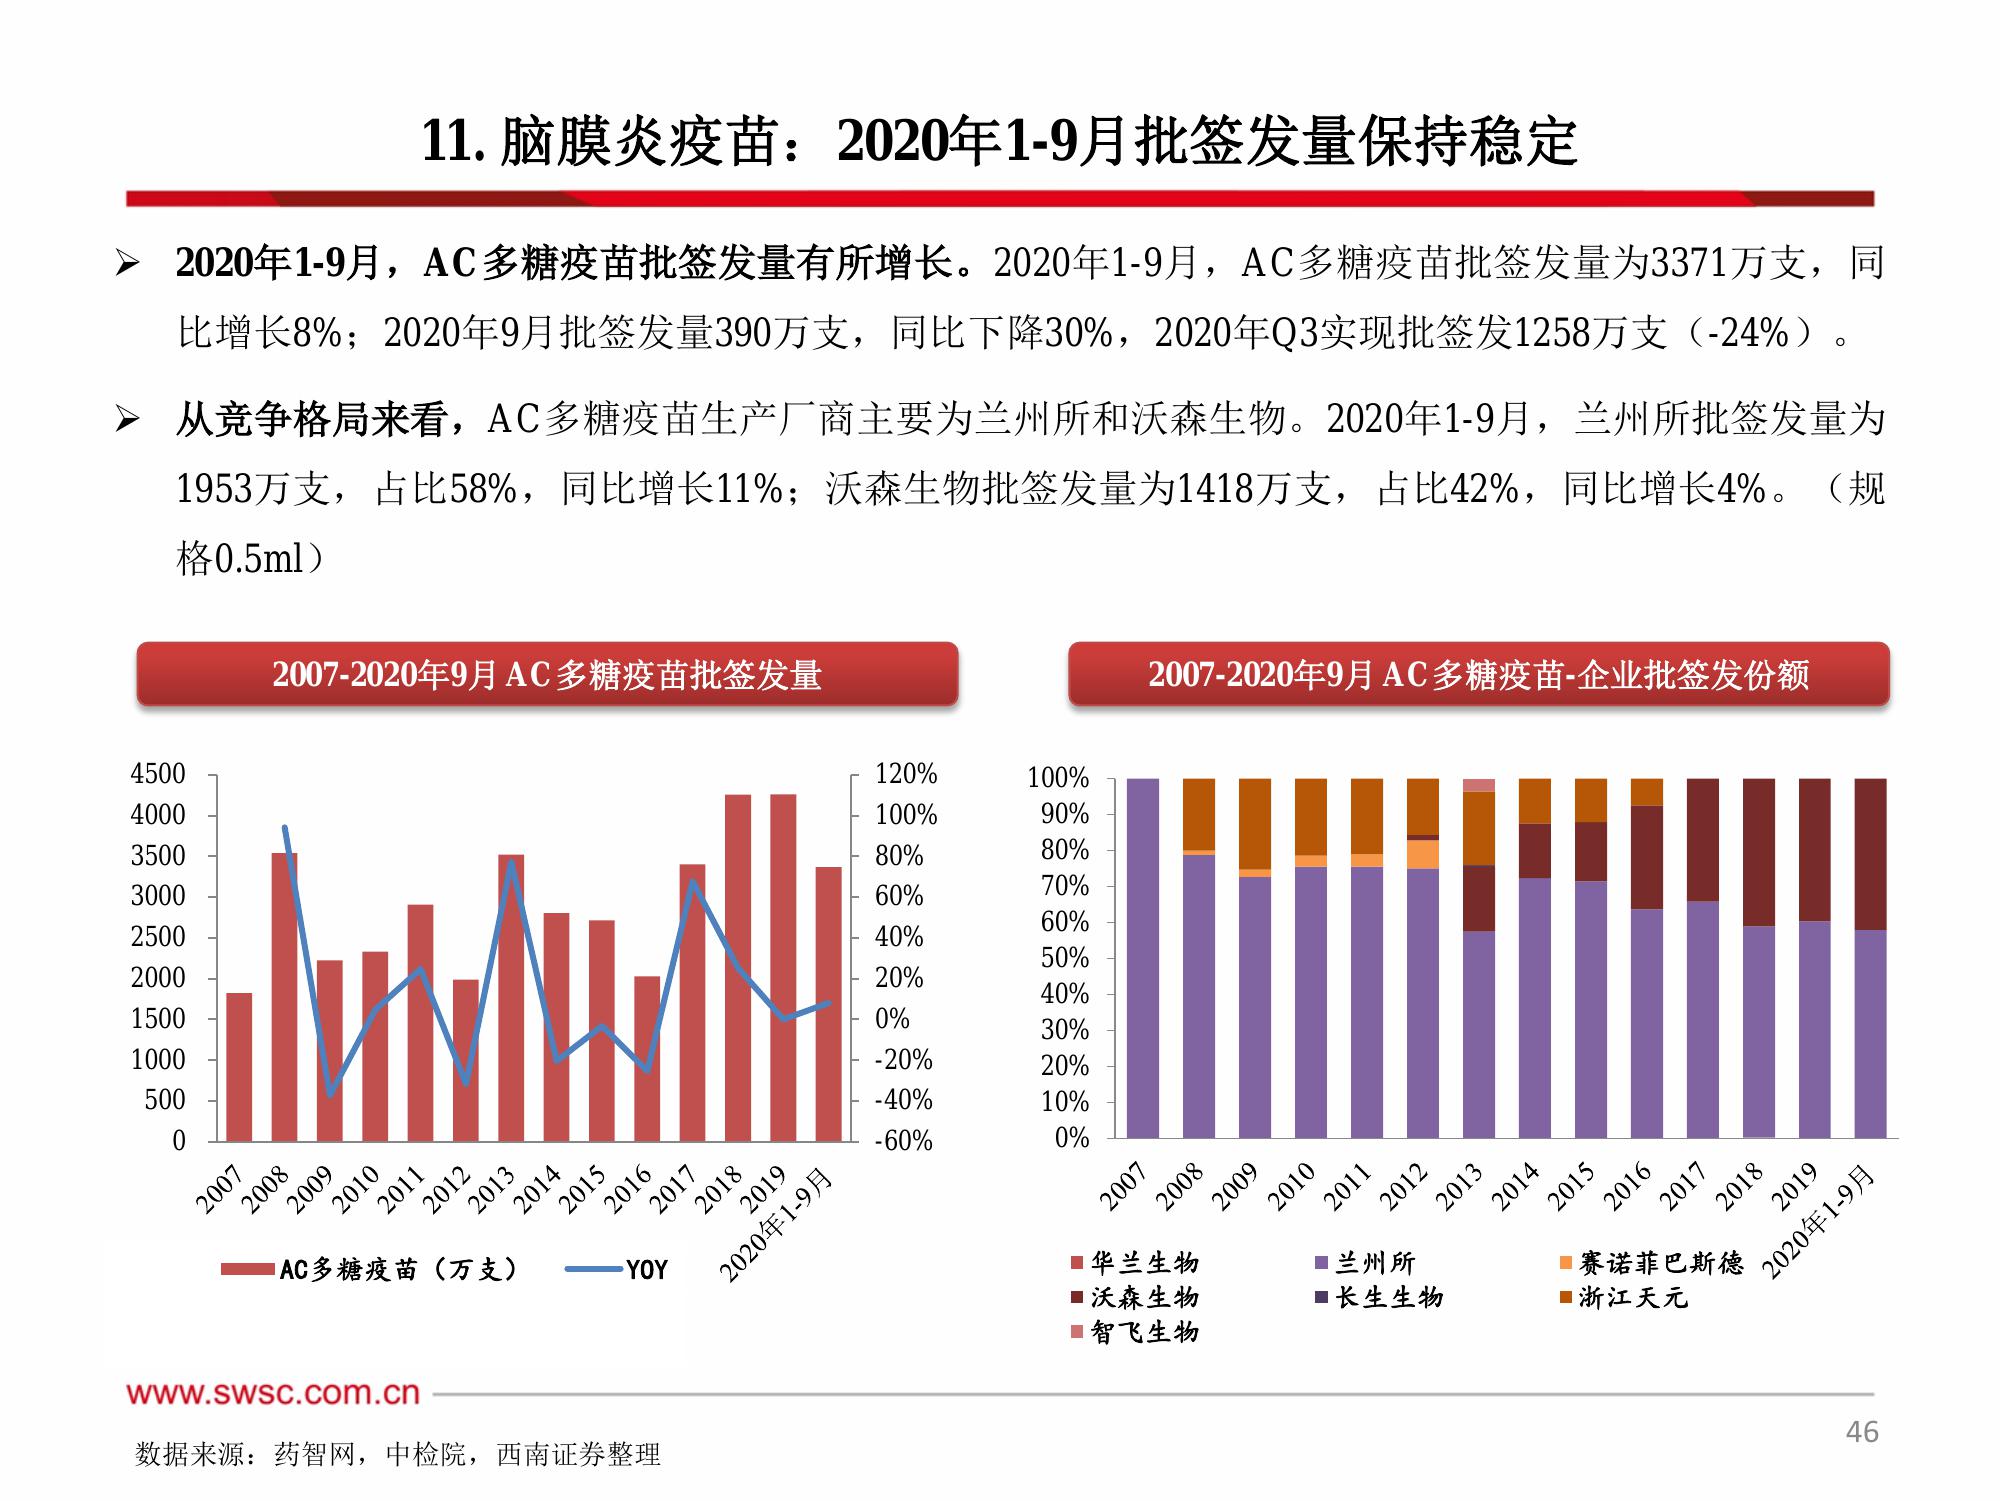 11. 脑膜炎疫苗：2020年1-9月批签发量保持稳定
➢ 2020年1-9月，AC多糖疫苗批签发量有所增长。2020年1-9月，AC多糖疫苗批签发量为3371万支，同
比增长8%；2020年9月批签发量390万支，同比下降30%，2020年Q3实现批签发1258万支（-24%）。
➢ 从竞争格局来看，AC多糖疫苗生产厂商主要为兰州所和沃森生物。2020年1-9月，兰州所批签发量为
1953万支，占比58%，同比增长11%；沃森生物批签发量为1418万支，占比42%，同比增长4%。（规
格0.5ml）
2007-2020年9月AC多糖疫苗批签发量
4500
4000
3500
3000
2500
2000
1500
1000
500
0
120%
100%
80%
60%
40%
20%
0%
-20%
-40%
-60%
2007 2008 2009 2010 2011 2012 2013 2014 2015 2016 2017 2018 2019 2020年1-9月
AC多糖疫苗（万支） YOY
2007-2020年9月AC多糖疫苗-企业批签发份额
100%
90%
80%
70%
60%
50%
40%
30%
20%
10%
0%
2007 2008 2009 2010 2011 2012 2013 2014 2015 2016 2017 2018 2019 2020年1-9月
华兰生物 兰州所 赛诺菲巴斯德
沃森生物 长生生物 浙江天元
智飞生物
www.swsc.com.cn
46
数据来源：药智网，中检院，西南证券整理